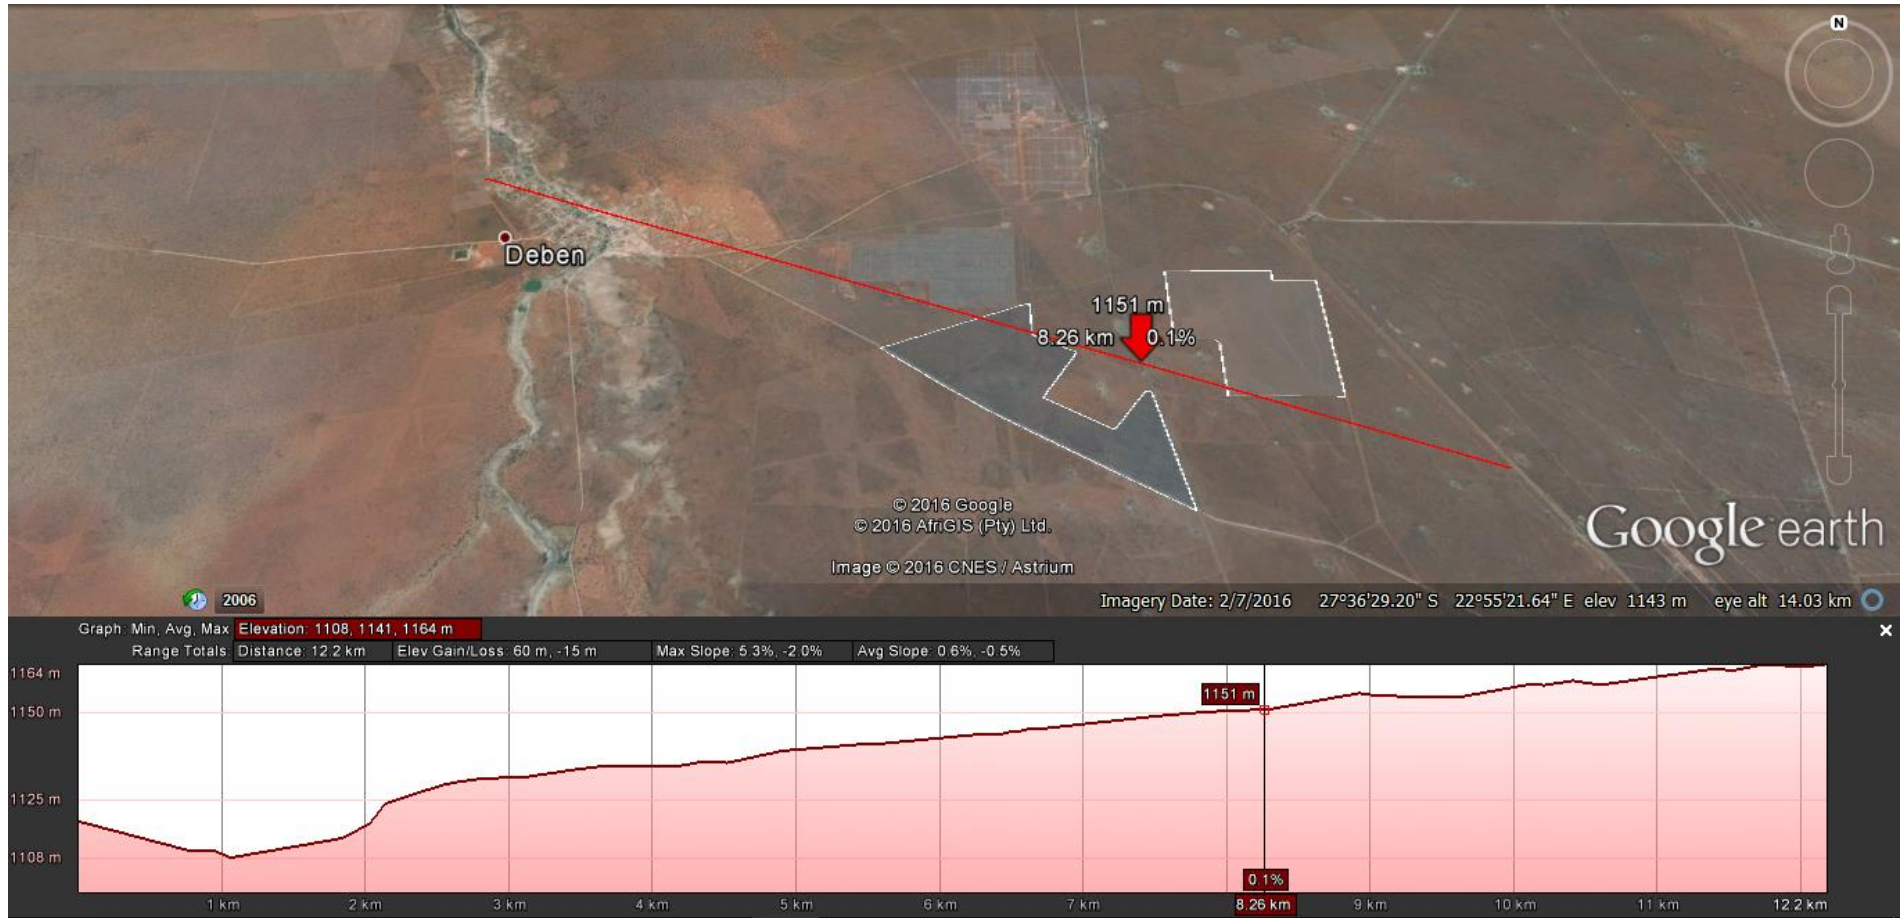 N
Deben
1151 m
8.26 km 0.1%
© 2016 Google
© 2016 AfriGIS (Pty) Ltd.
Image © 2016 CNES / Astrium
Google earth
2006
Imagery Date: 2/7/2016 27°36'29.20" S 22°55'21.64" E elev 1143 m eye alt 14.03 km
Graph: Min, Avg, Max Elevation: 1108, 1141, 1164 m
Range Totals: Distance: 12.2 km Elev Gain/Loss: 60 m, -15 m Max Slope: 5.3%, -2.0% Avg Slope: 0.6%, -0.5%
1164 m
1151 m
1150 m
1125 m
1108 m
0.1%
1 km 2 km 3 km 4 km 5 km 6 km 7 km 8.26 km 9 km 10 km 11 km 12.2 km